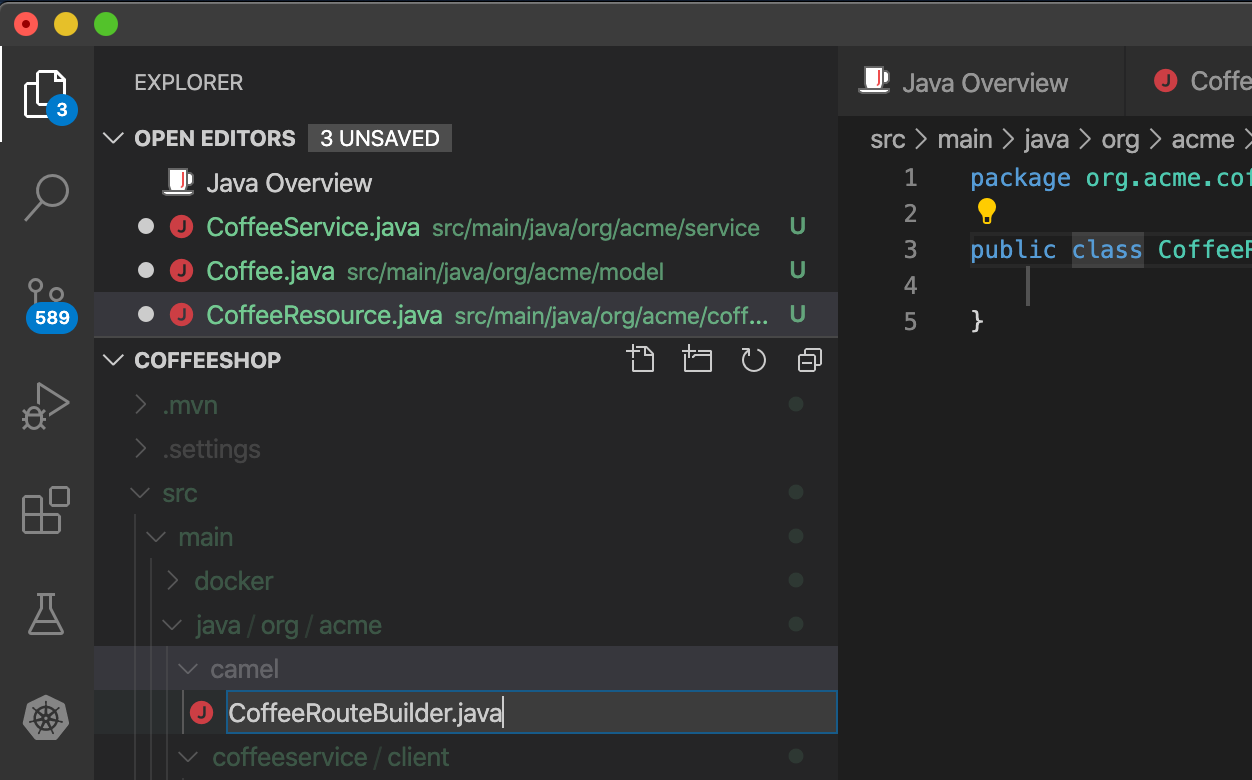 EXPLORER
3
OPEN EDITORS 3 UNSAVED
Java Overview
CoffeeService.java src/main/java/org/acme/service U
Coffee.java src/main/java/org/acme/model U
CoffeeResource.java src/main/java/org/acme/coff... U
589
COFFEESHOP
.mvn
.settings
src
main
docker
java / org / acme
camel
CoffeeRouteBuilder.java
coffeeservice / client
Java Overview
Coffe
src > main > java > org > acme >
1 package org.acme.cof
2
3 public class CoffeeR
4
5 }